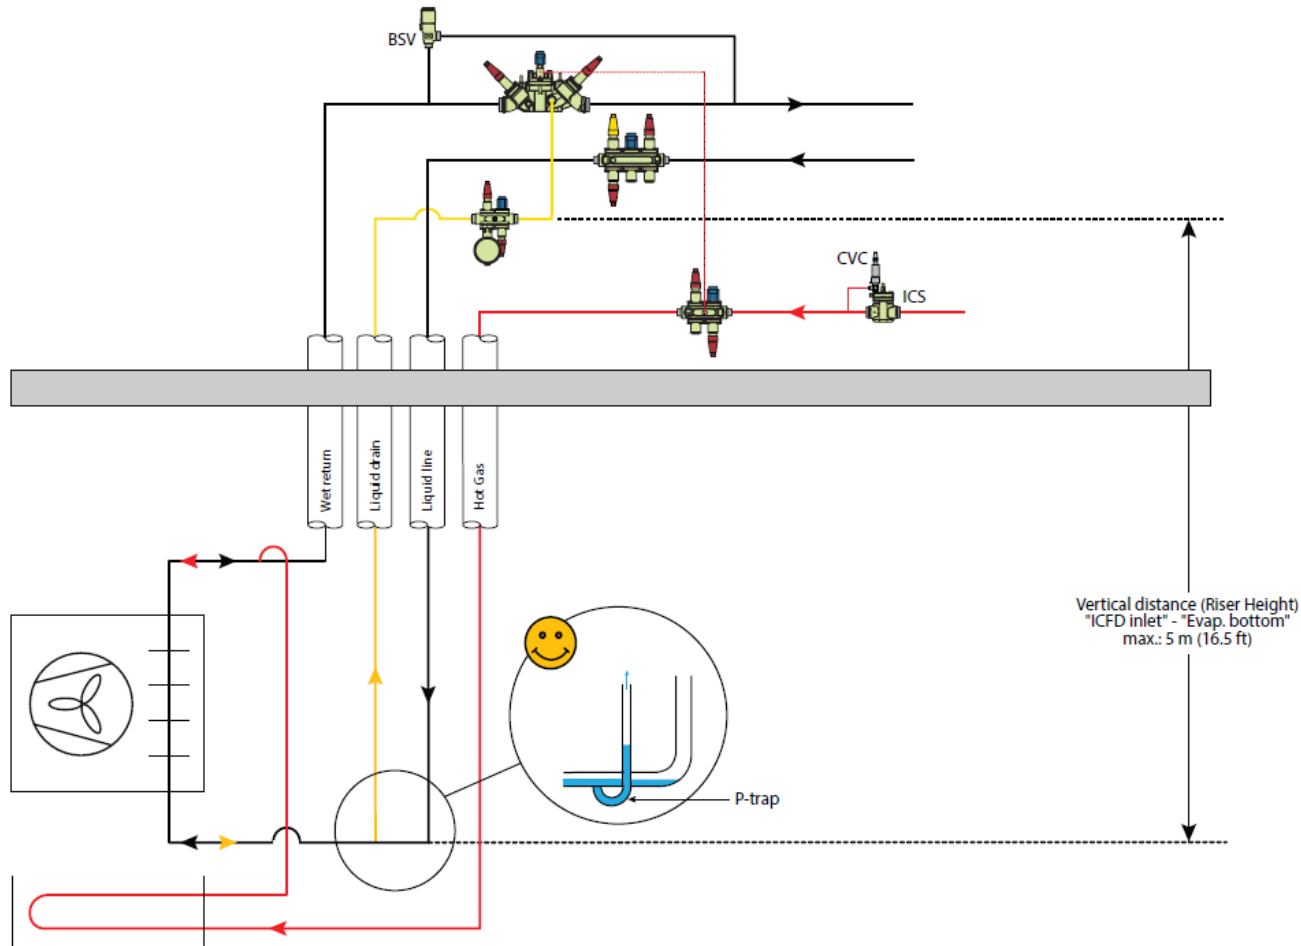 BSV
CVC
ICS
Wet return
Liquid drain
Liquid line
Hot Gas
Vertical distance (Riser Height)
"ICFD inlet" - "Evap. bottom"
max.: 5 m (16.5 ft)
P-trap